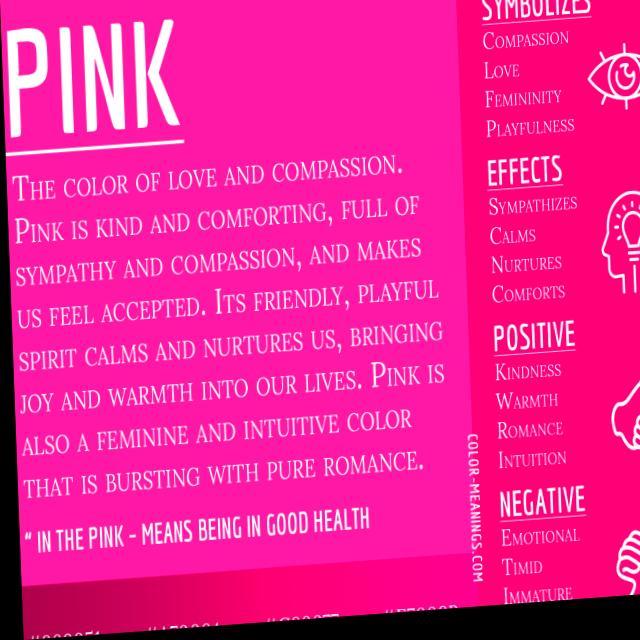 PINK
THE COLOR OF LOVE AND COMPASSION.
PINK IS KIND AND COMFORTING, FULL OF
SYMPATHY AND COMPASSION, AND MAKES
US FEEL ACCEPTED. ITS FRIENDLY, PLAYFUL
SPIRIT CALMS AND NURTURES US, BRINGING
JOY AND WARMTH INTO OUR LIVES. PINK IS
ALSO A FEMININE AND INTUITIVE COLOR
THAT IS BURSTING WITH PURE ROMANCE.
“ IN THE PINK - MEANS BEING IN GOOD HEALTH
COLOR-MEANINGS.COM
SYMBOLIZES
COMPASSION
LOVE
FEMININITY
PLAYFULNESS
EFFECTS
SYMPATHIZES
CALMS
NURTURES
COMFORTS
POSITIVE
KINDNESS
WARMTH
ROMANCE
INTUITION
NEGATIVE
EMOTIONAL
TIMID
IMMATURE